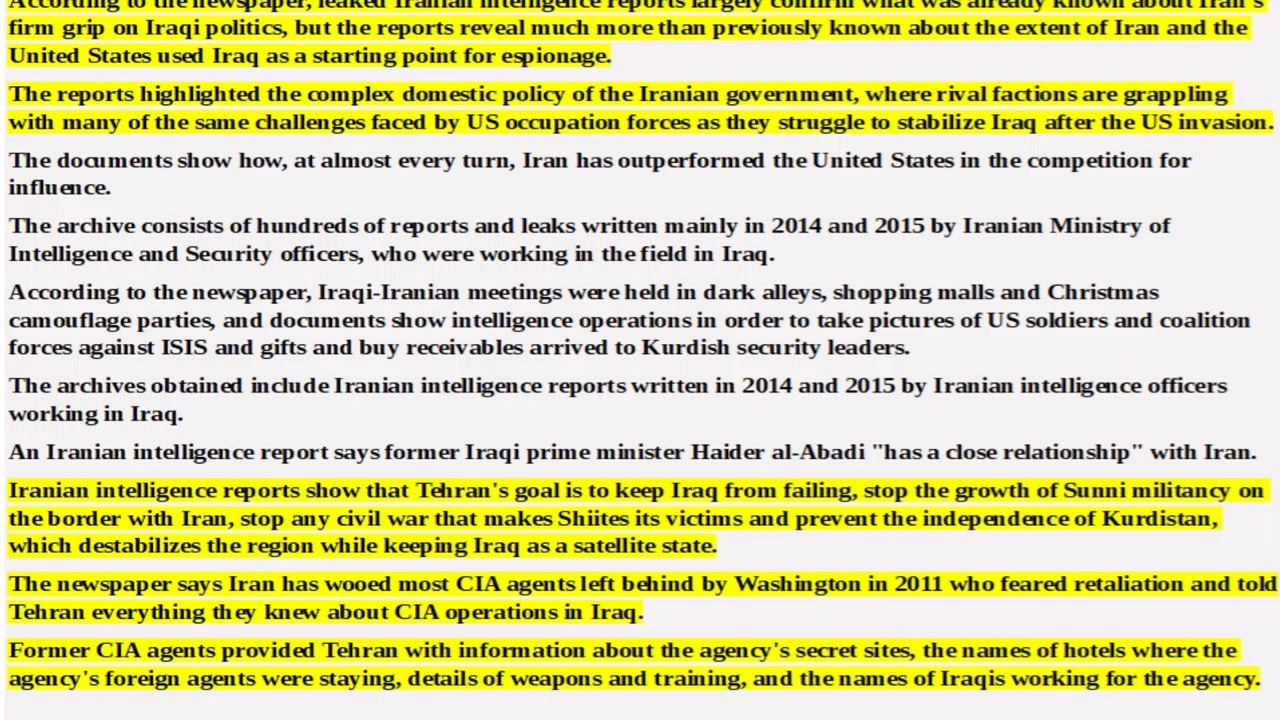 According to the newspaper, leaked Iranian intelligence reports largely confirm what was already known about Iran's
firm grip on Iraqi politics, but the reports reveal much more than previously known about the extent of Iran and the
United States used Iraq as a starting point for espionage.
The reports highlighted the complex domestic policy of the Iranian government, where rival factions are grappling
with many of the same challenges faced by US occupation forces as they struggle to stabilize Iraq after the US invasion.
The documents show how, at almost every turn, Iran has outperformed the United States in the competition for
influence.
The archive consists of hundreds of reports and leaks written mainly in 2014 and 2015 by Iranian Ministry of
Intelligence and Security officers, who were working in the field in Iraq.
According to the newspaper, Iraqi-Iranian meetings were held in dark alleys, shopping malls and Christmas
camouflage parties, and documents show intelligence operations in order to take pictures of US soldiers and coalition
forces against ISIS and gifts and buy receivables arrived to Kurdish security leaders.
The archives obtained include Iranian intelligence reports written in 2014 and 2015 by Iranian intelligence officers
working in Iraq.
An Iranian intelligence report says former Iraqi prime minister Haider al-Abadi "has a close relationship" with Iran.
Iranian intelligence reports show that Tehran's goal is to keep Iraq from failing, stop the growth of Sunni militancy on
the border with Iran, stop any civil war that makes Shiites its victims and prevent the independence of Kurdistan,
which destabilizes the region while keeping Iraq as a satellite state.
The newspaper says Iran has wooed most CIA agents left behind by Washington in 2011 who feared retaliation and told
Tehran everything they knew about CIA operations in Iraq.
Former CIA agents provided Tehran with information about the agency's secret sites, the names of hotels where the
agency's foreign agents were staying, details of weapons and training, and the names of Iraqis working for the agency.